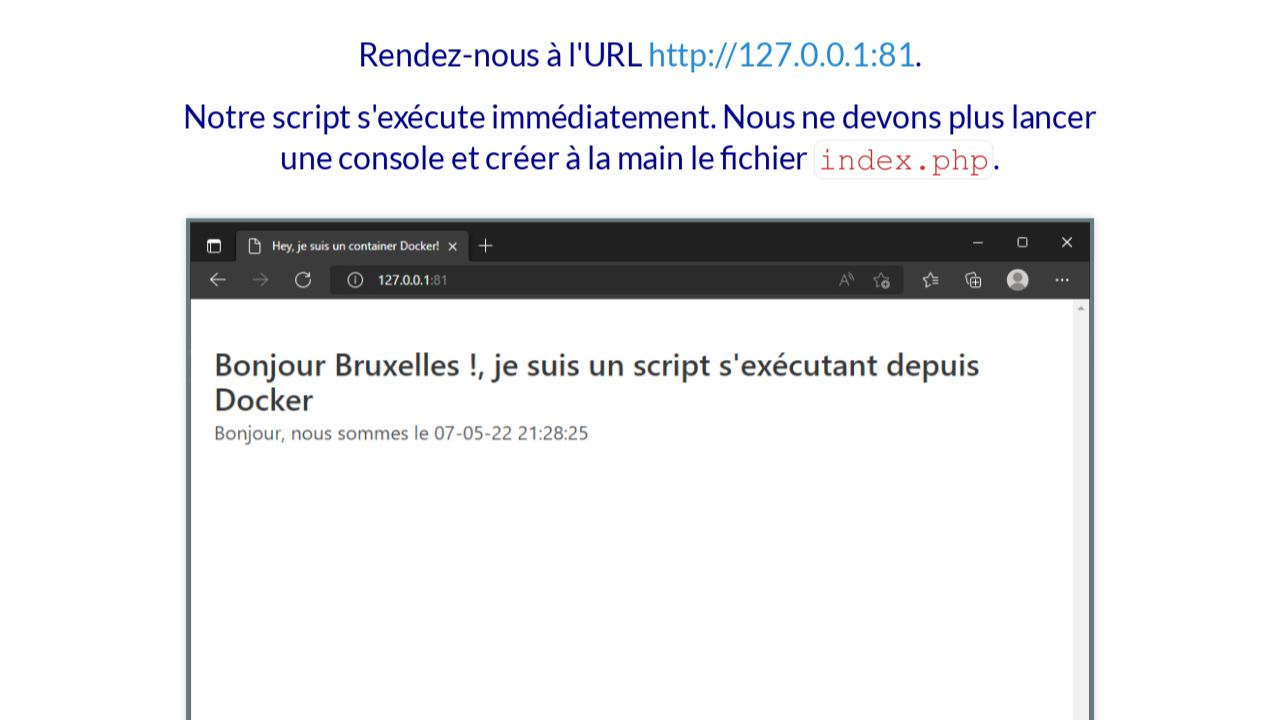 Rendez-nous à l'URL http://127.0.0.1:81.
Notre script s'exécute immédiatement. Nous ne devons plus lancer
une console et créer à la main le fichier index.php.
Hey, je suis un container Docker!
127.0.0.1:81
Bonjour Bruxelles !, je suis un script s'exécutant depuis
Docker
Bonjour, nous sommes le 07-05-22 21:28:25